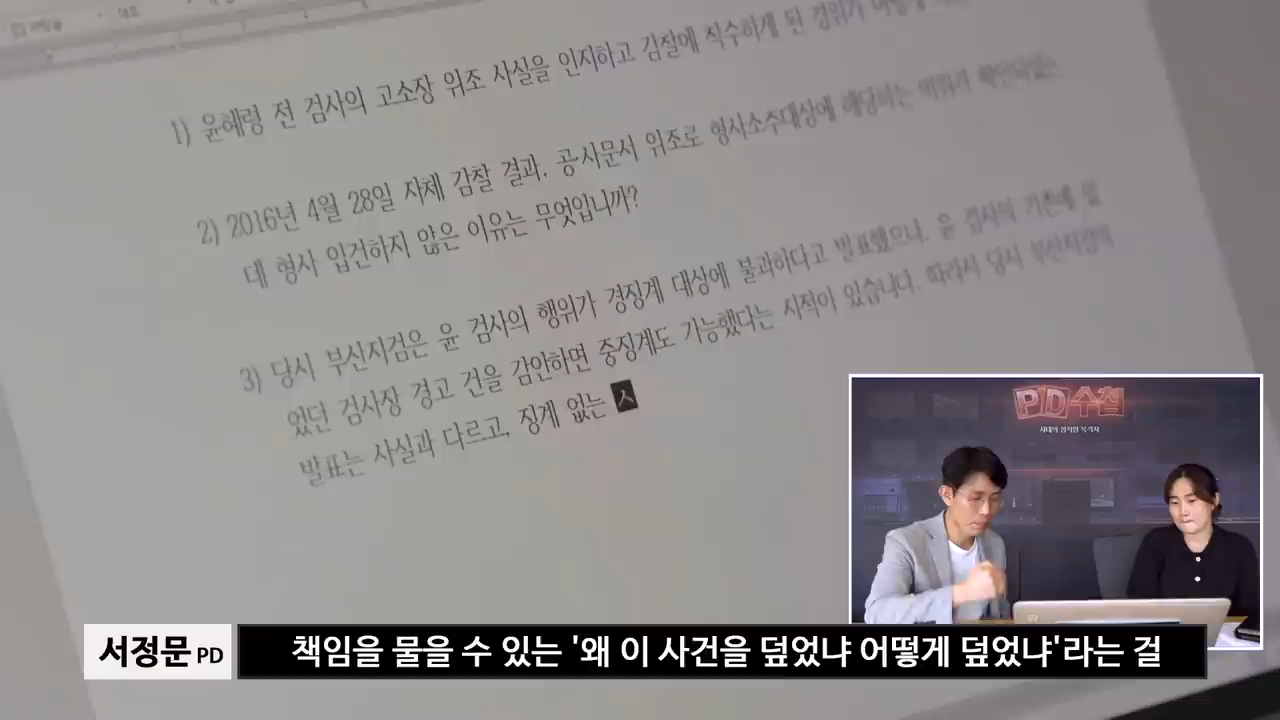 1) 윤혜령 전 검사의 고소장 위조 사실을 인지하고 감찰에 착수하게 된 경위가
2) 2016년 4월 28일 자체 감찰 결과, 공·사문서 위조로 형사소추대상에 해당하는 비위가 확인되었는
데 형사 입건하지 않은 이유는 무엇입니까?
3) 당시 부산지검은 윤 검사의 행위가 경징계 대상에 불과하다고 발표했으나, 윤 검사의 기존에 있
었던 검사장 경고 건을 감안하면 중징계도 가능했다는 지적이 있습니다. 따라서 당시 부산지검의
발표는 사실과 다르고, 징계 없는 ㅅ
PD수첩
시대의 정직한 목격자
서정문 PD
책임을 물을 수 있는 '왜 이 사건을 덮었냐 어떻게 덮었냐'라는 걸